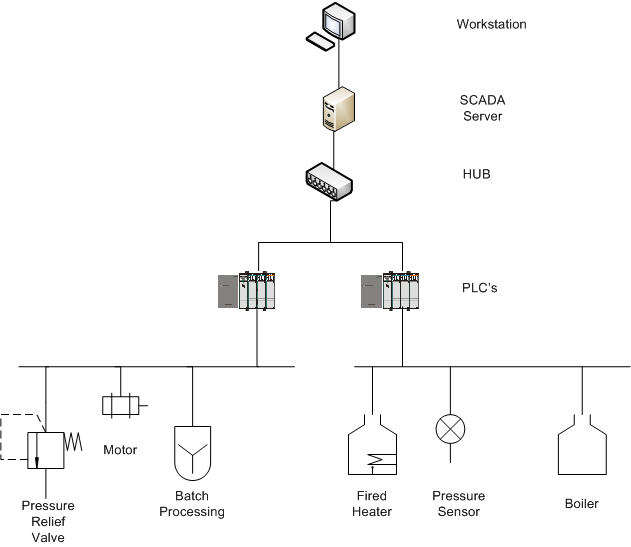 Workstation
SCADA
Server
HUB
PLC's
Motor
Pressure
Relief
Valve
Batch
Processing
Fired
Heater
Pressure
Sensor
Boiler